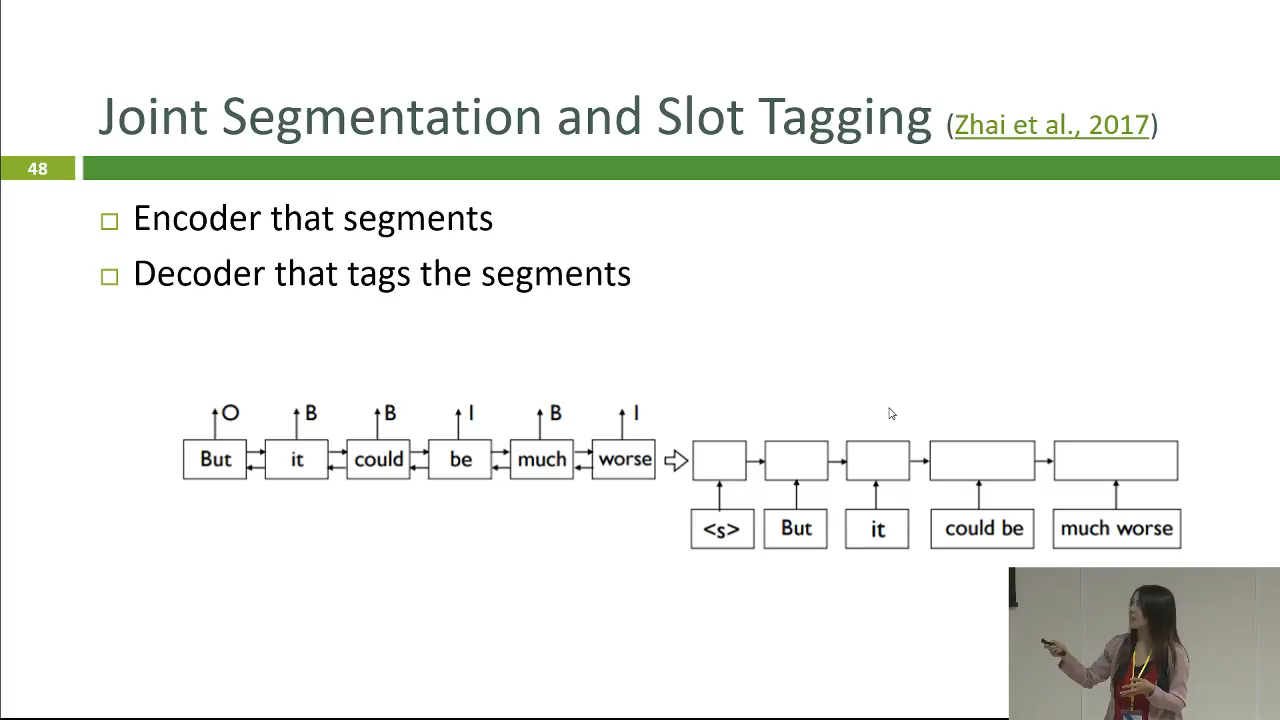 Joint Segmentation and Slot Tagging (Zhai et al., 2017)
48
Encoder that segments
Decoder that tags the segments
O B B I B I
But it could be much worse
<s> But it could be much worse